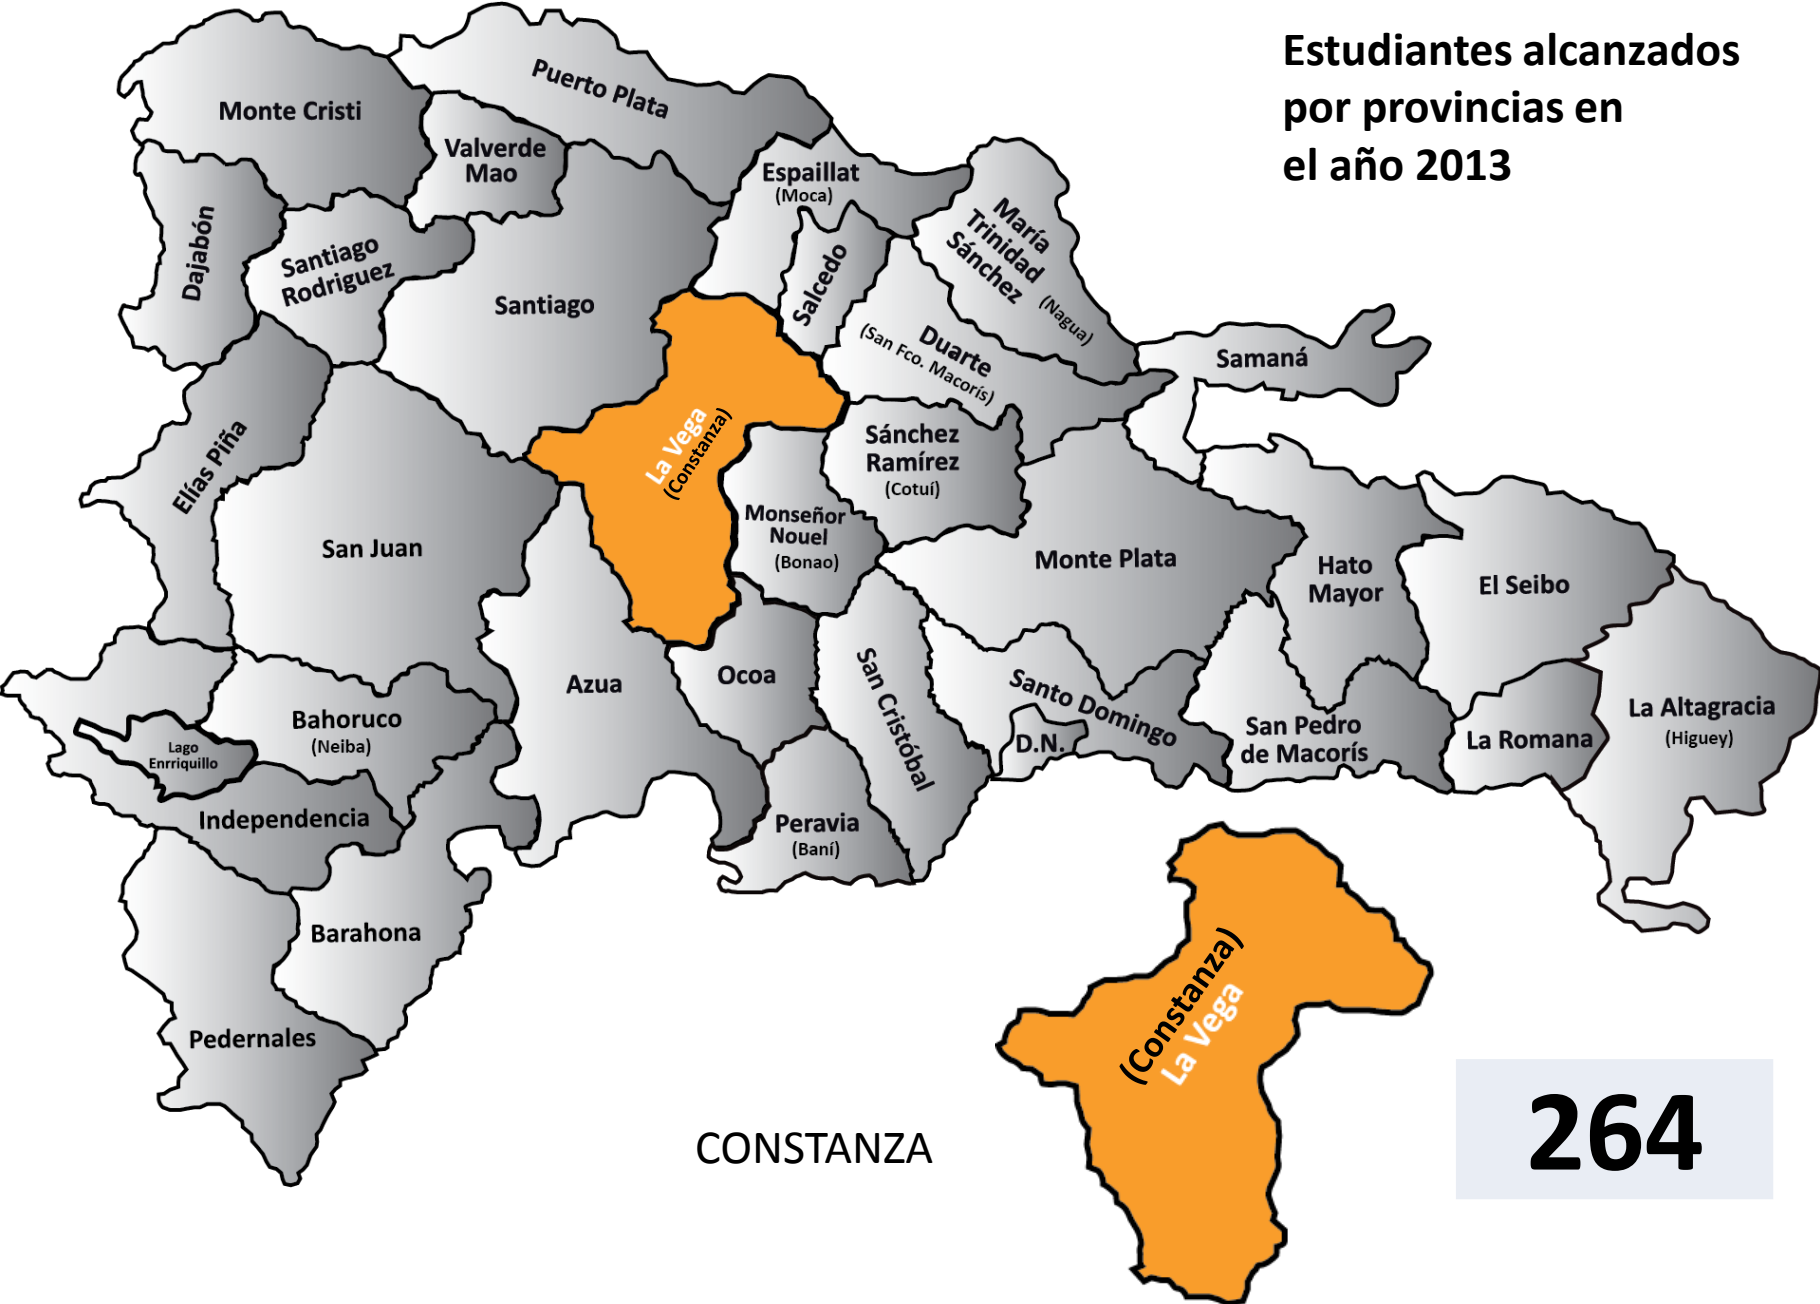 Estudiantes alcanzados
por provincias en
el año 2013
Monte Cristi
Puerto Plata
Valverde
Mao
Espaillat
(Moca)
María
Trinidad
Sánchez
(Nagua)
Dajabón
Santiago
Rodriguez
Santiago
Salcedo
Duarte
(San Fco. Macorís)
Samaná
Elías Piña
La Vega
(Constanza)
Sánchez
Ramírez
(Cotuí)
San Juan
Monseñor
Nouel
(Bonao)
Monte Plata
Hato
Mayor
El Seibo
Azua
Ocoa
San Cristóbal
Santo Domingo
D.N.
San Pedro
de Macorís
La Romana
La Altagracia
(Higuey)
Bahoruco
(Neiba)
Lago
Enrriquillo
Independencia
Peravia
(Baní)
Barahona
Pedernales
(Constanza)
La Vega
CONSTANZA
264